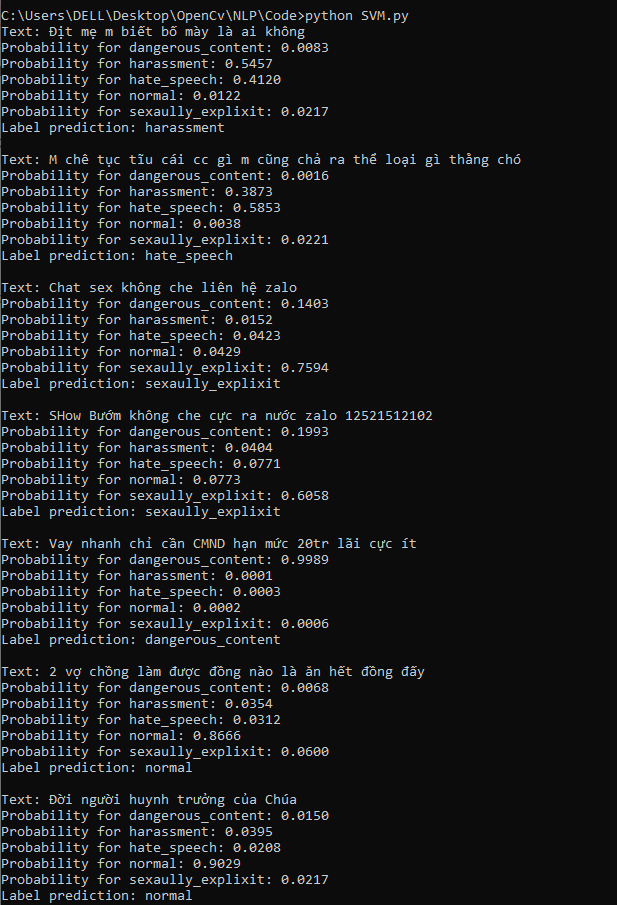 C:\Users\DELL\Desktop\OpenCv\NLP\Code>python SVM.py
Text: Địt mẹ m biết bố mày là ai không
Probability for dangerous_content: 0.0083
Probability for harassment: 0.5457
Probability for hate_speech: 0.4120
Probability for normal: 0.0122
Probability for sexaully_explixit: 0.0217
Label prediction: harassment
Text: M chê tục tĩu cái cc gì m cũng chả ra thể loại gì thằng chó
Probability for dangerous_content: 0.0016
Probability for harassment: 0.3873
Probability for hate_speech: 0.5853
Probability for normal: 0.0038
Probability for sexaully_explixit: 0.0221
Label prediction: hate_speech
Text: Chat sex không che liên hệ zalo
Probability for dangerous_content: 0.1403
Probability for harassment: 0.0152
Probability for hate_speech: 0.0423
Probability for normal: 0.0429
Probability for sexaully_explixit: 0.7594
Label prediction: sexaully_explixit
Text: SHow Bướm không che cực ra nước zalo 12521512102
Probability for dangerous_content: 0.1993
Probability for harassment: 0.0404
Probability for hate_speech: 0.0771
Probability for normal: 0.0773
Probability for sexaully_explixit: 0.6058
Label prediction: sexaully_explixit
Text: Vay nhanh chỉ cần CMND hạn mức 20tr lãi cực ít
Probability for dangerous_content: 0.9989
Probability for harassment: 0.0001
Probability for hate_speech: 0.0003
Probability for normal: 0.0002
Probability for sexaully_explixit: 0.0006
Label prediction: dangerous_content
Text: 2 vợ chồng làm được đồng nào là ăn hết đồng đấy
Probability for dangerous_content: 0.0068
Probability for harassment: 0.0354
Probability for hate_speech: 0.0312
Probability for normal: 0.8666
Probability for sexaully_explixit: 0.0600
Label prediction: normal
Text: Đời người huynh trưởng của Chúa
Probability for dangerous_content: 0.0150
Probability for harassment: 0.0395
Probability for hate_speech: 0.0208
Probability for normal: 0.9029
Probability for sexaully_explixit: 0.0217
Label prediction: normal